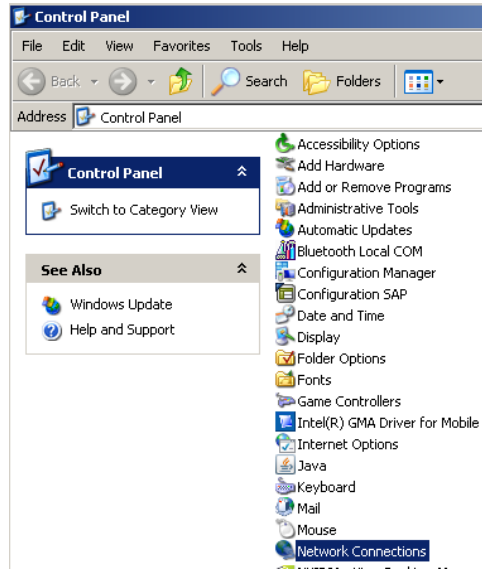 Control Panel
File Edit View Favorites Tools Help
Back Search Folders
Address Control Panel
Control Panel
Switch to Category View
See Also
Windows Update
Help and Support
Accessibility Options
Add Hardware
Add or Remove Programs
Administrative Tools
Automatic Updates
Bluetooth Local COM
Configuration Manager
Configuration SAP
Date and Time
Display
Folder Options
Fonts
Game Controllers
Intel(R) GMA Driver for Mobile
Internet Options
Java
Keyboard
Mail
Mouse
Network Connections